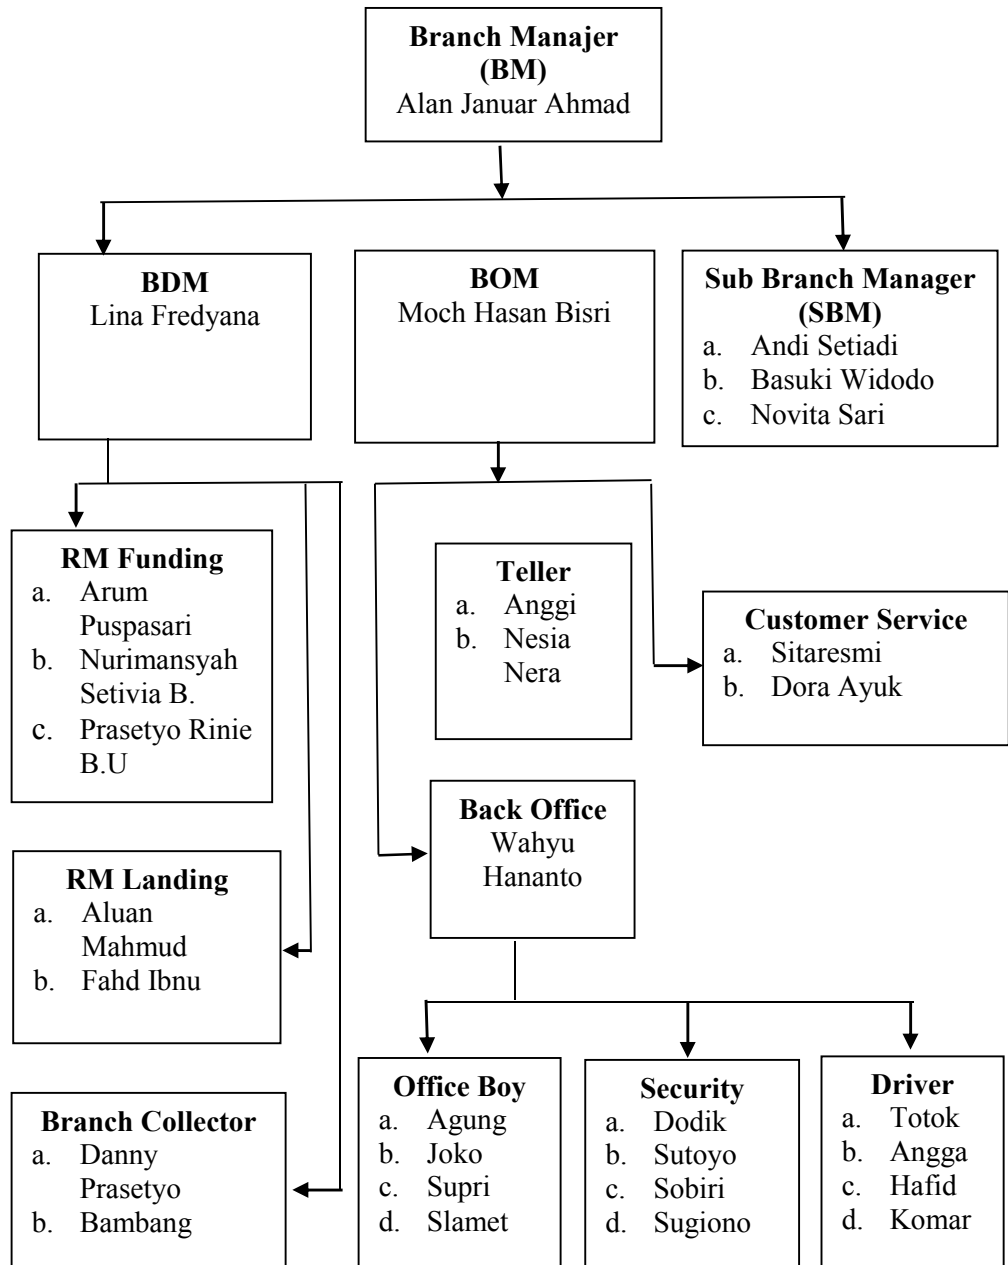 Branch Manajer
(BM)
Alan Januar Ahmad
BDM
Lina Fredyana
BOM
Moch Hasan Bisri
Sub Branch Manager
(SBM)
a. Andi Setiadi
b. Basuki Widodo
c. Novita Sari
RM Funding
a. Arum
Puspasari
b. Nurimansyah
Setivia B.
c. Prasetyo Rinie
B.U
Teller
a. Anggi
b. Nesia
Nera
Customer Service
a. Sitaresmi
b. Dora Ayuk
Back Office
Wahyu
Hananto
RM Landing
a. Aluan
Mahmud
b. Fahd Ibnu
Branch Collector
a. Danny
Prasetyo
b. Bambang
Office Boy
a. Agung
b. Joko
c. Supri
d. Slamet
Security
a. Dodik
b. Sutoyo
c. Sobiri
d. Sugiono
Driver
a. Totok
b. Angga
c. Hafid
d. Komar